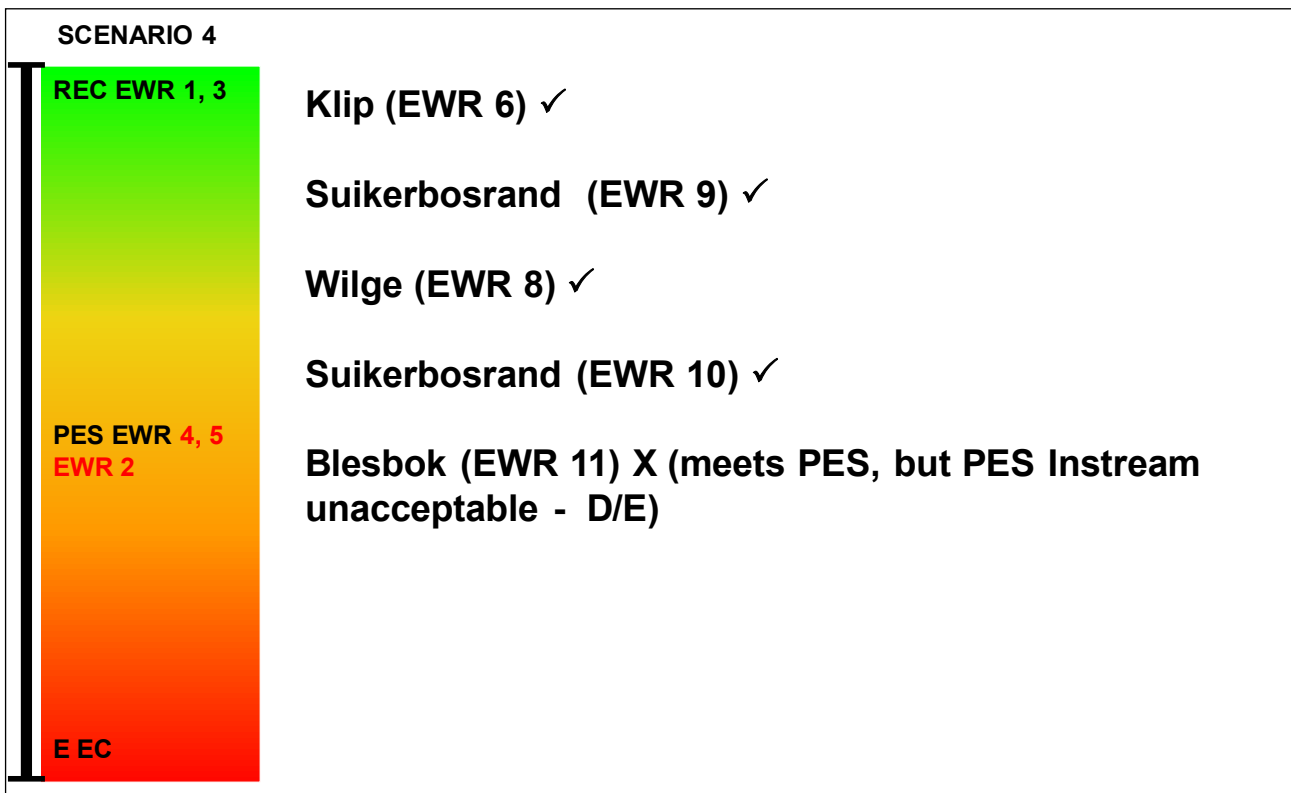 SCENARIO 4
REC EWR 1, 3
PES EWR 4, 5
EWR 2
E EC
Klip (EWR 6) ✓
Suikerbosrand (EWR 9) ✓
Wilge (EWR 8) ✓
Suikerbosrand (EWR 10) ✓
Blesbok (EWR 11) X (meets PES, but PES Instream
unacceptable - D/E)